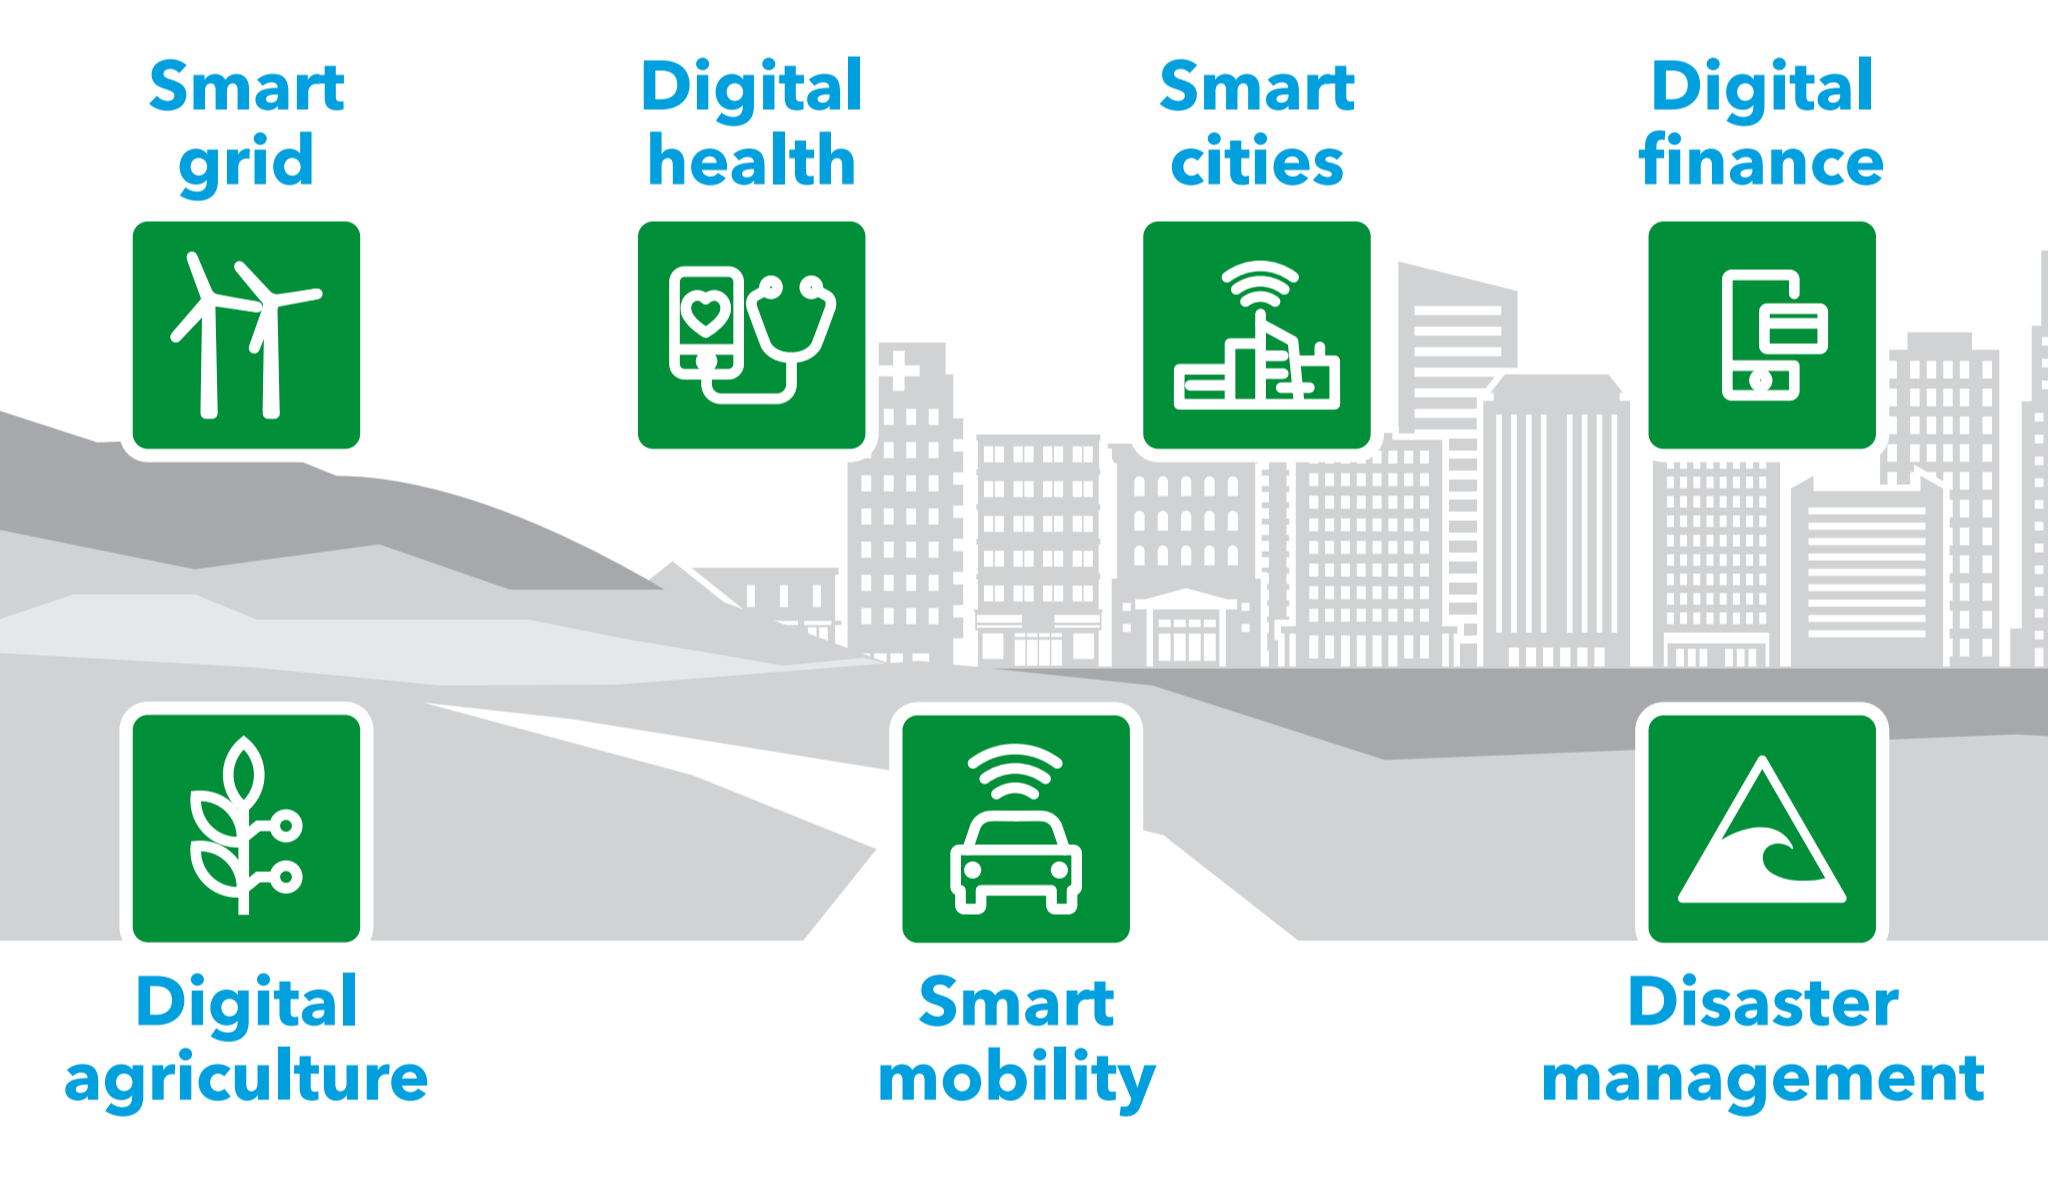 Smart
grid
Digital
health
Smart
cities
Digital
finance
Digital
agriculture
Smart
mobility
Disaster
management